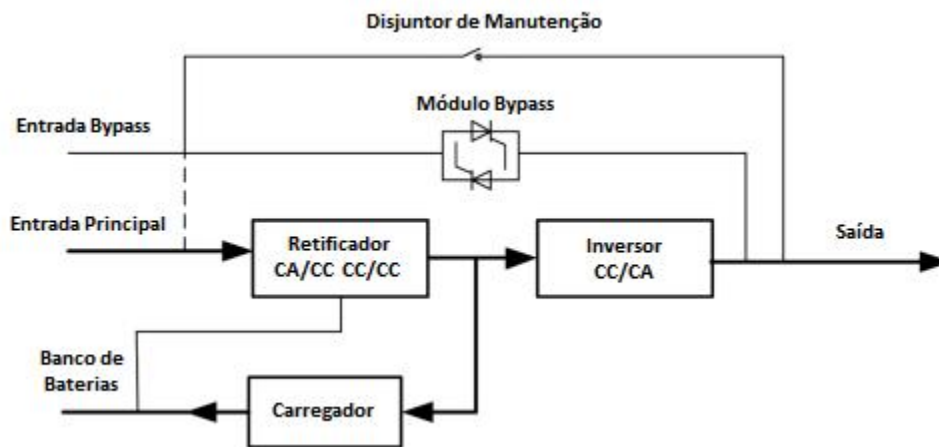 Disjuntor de Manutenção
Módulo Bypass
Entrada Bypass
Entrada Principal
Retificador
CA/CC CC/CC
Inversor
CC/CA
Saída
Banco de
Baterias
Carregador